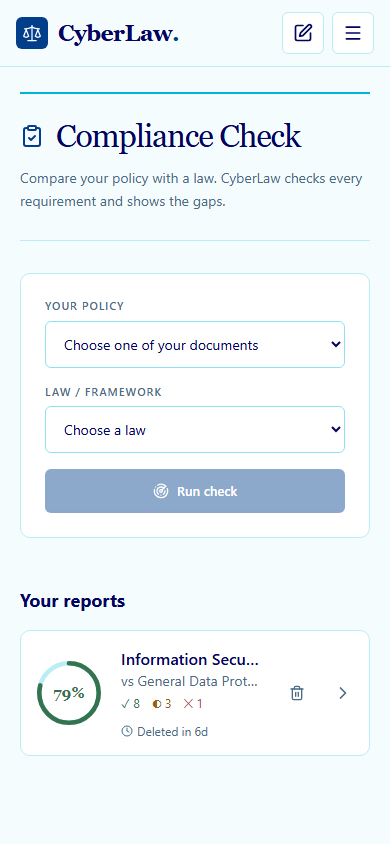 CyberLaw.
Compliance Check
Compare your policy with a law. CyberLaw checks every
requirement and shows the gaps.
YOUR POLICY
Choose one of your documents
LAW / FRAMEWORK
Choose a law
Run check
Your reports
Information Secu...
79%
vs General Data Prot...
✓ 8 ◐ 3 ✕ 1
Deleted in 6d